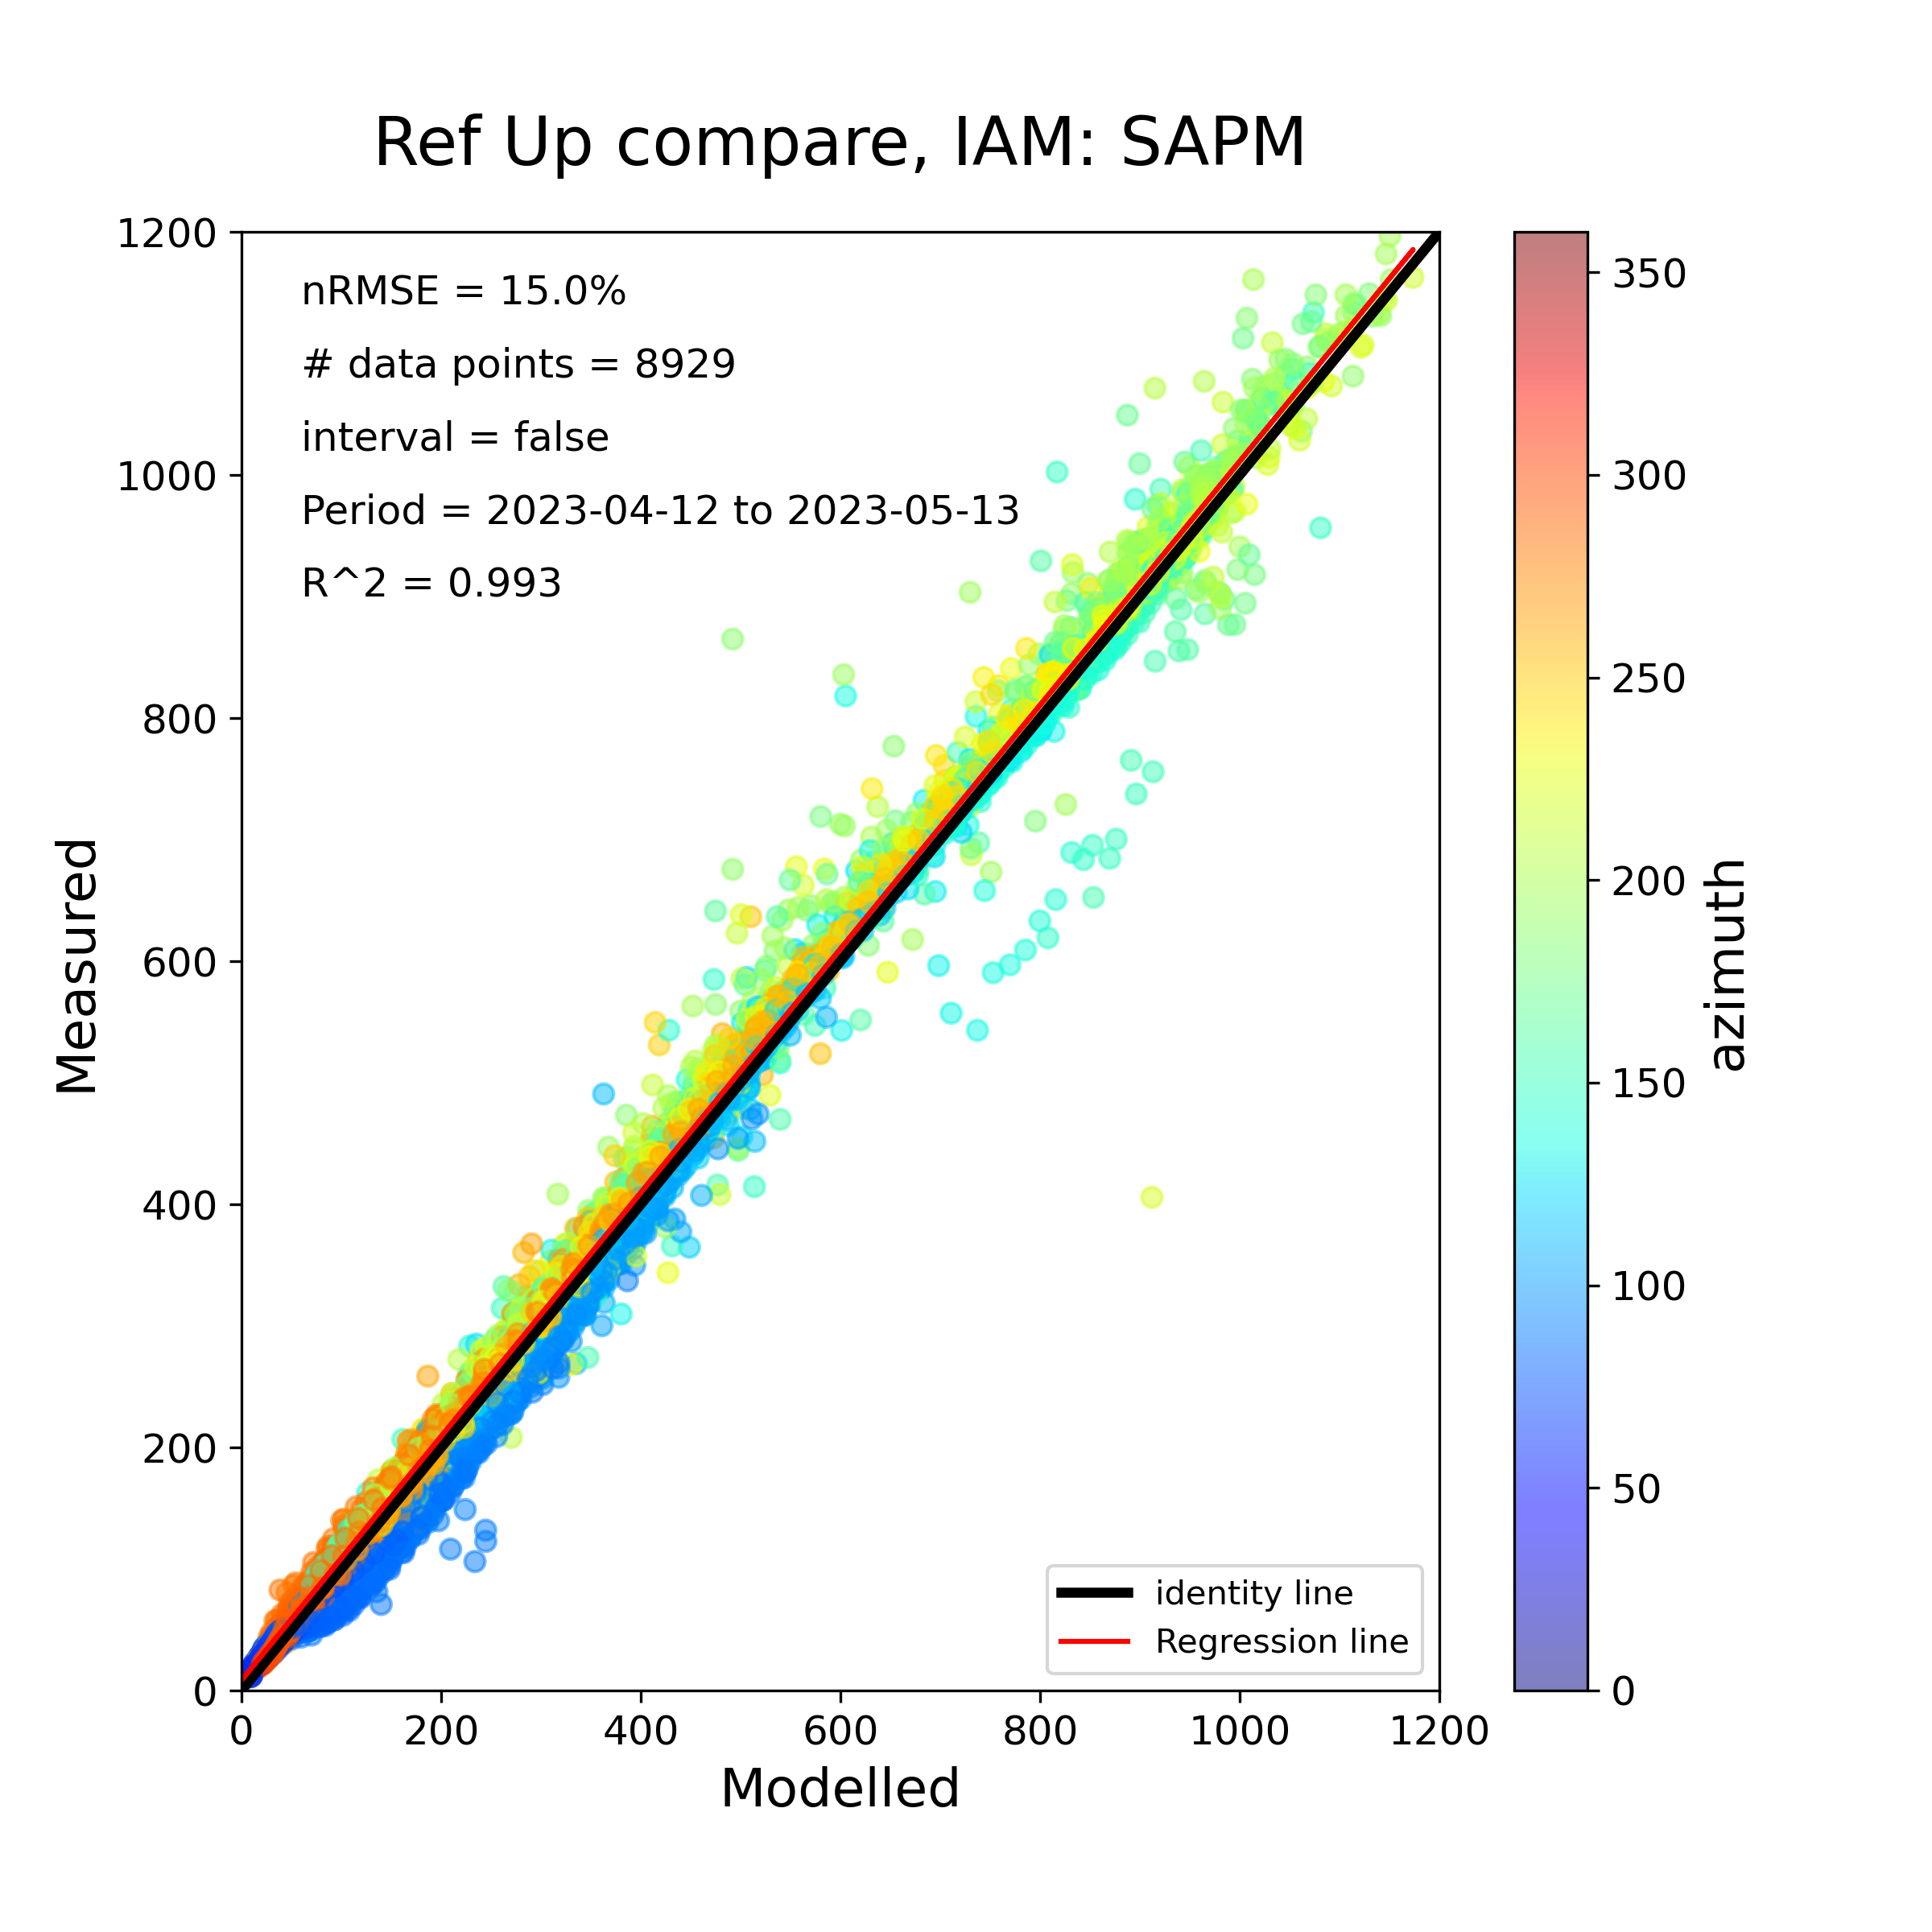 Ref Up compare, IAM: SAPM
nRMSE = 15.0%
# data points = 8929
interval = false
Period = 2023-04-12 to 2023-05-13
R^2 = 0.993
1200
1000
800
600
400
200
0
Measured
0 200 400 600 800 1000 1200
Modelled
identity line
Regression line
350
300
250
200
150
100
50
0
azimuth